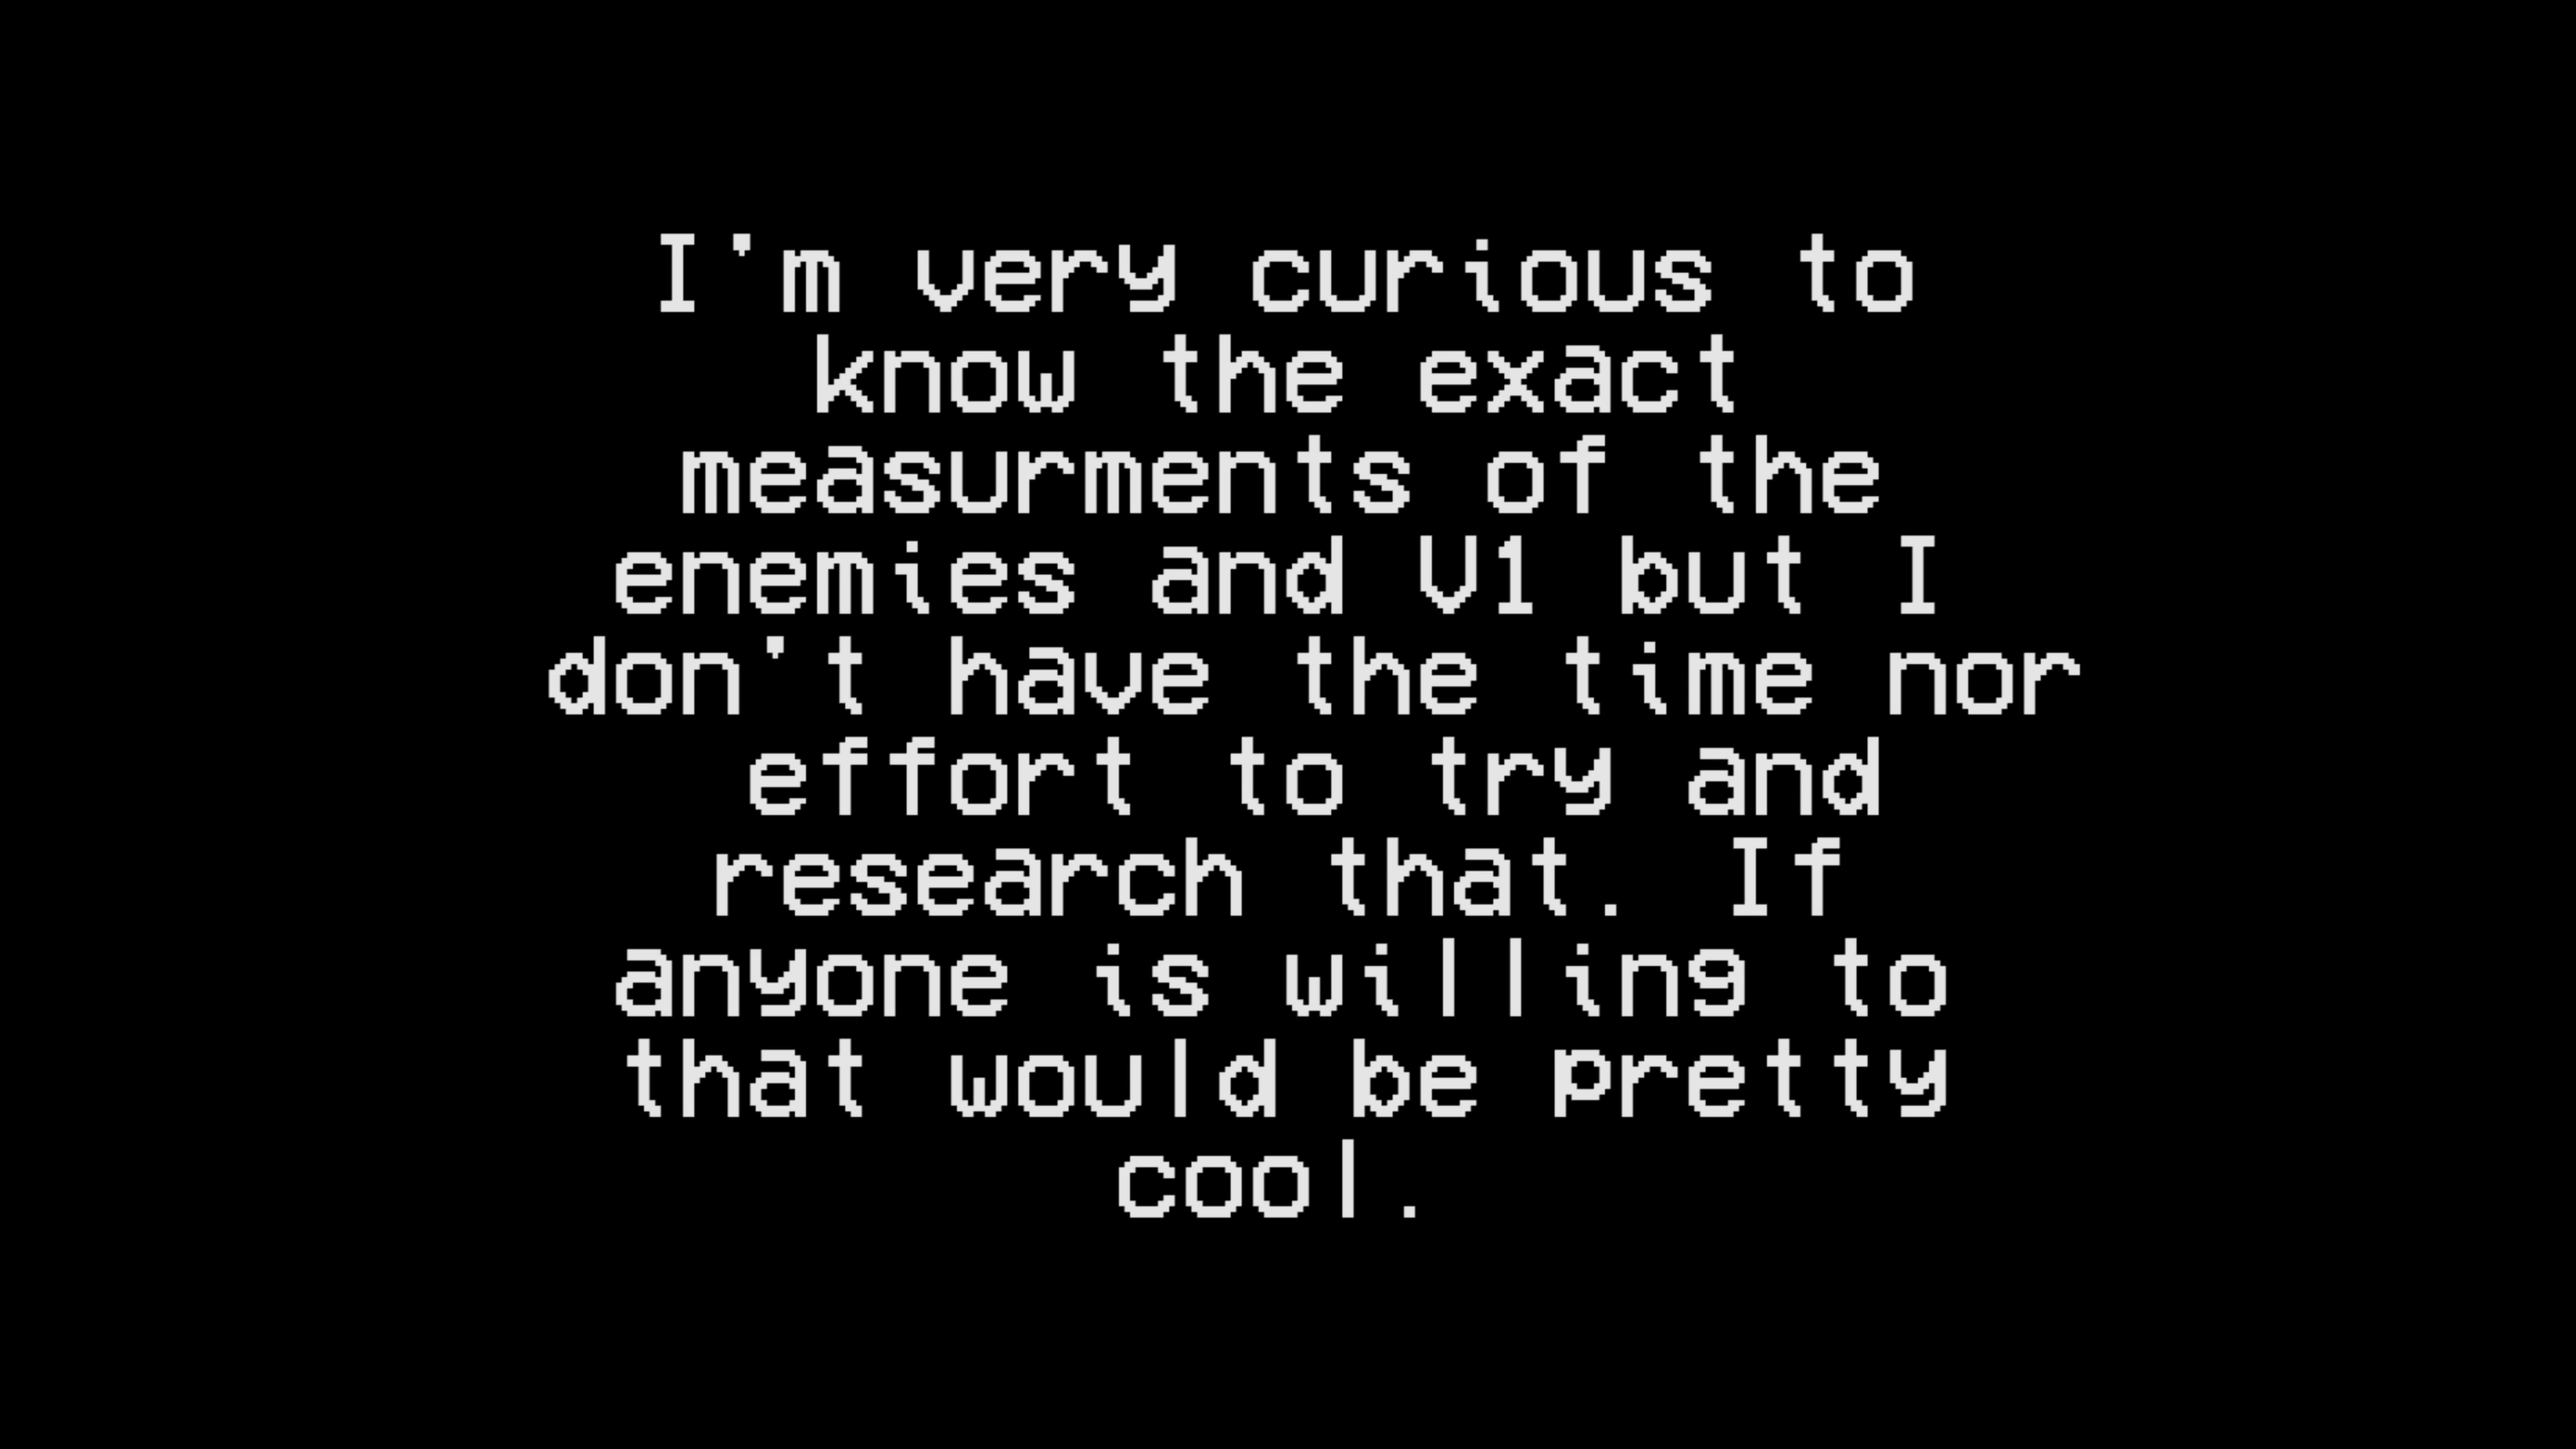 I'm very curious to
know the exact
measurments of the
enemies and V1 but I
don't have the time nor
effort to try and
research that. If
anyone is willing to
that would be pretty
cool.